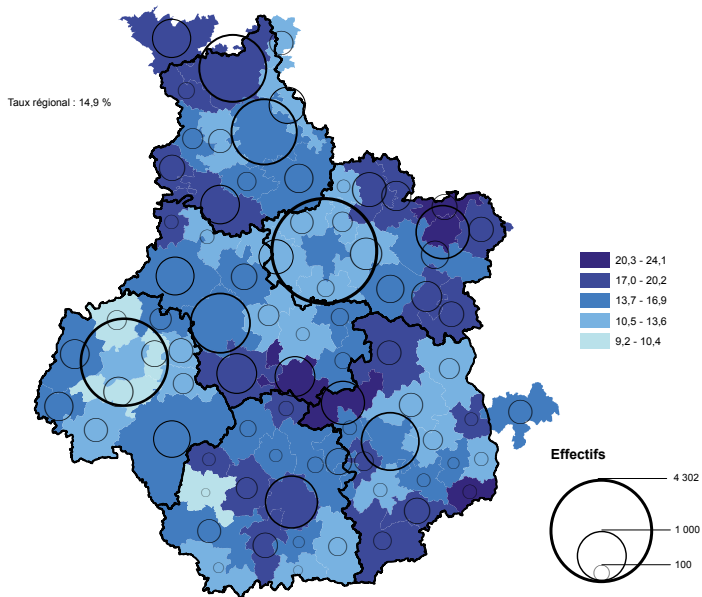 Taux régional : 14,9 %
20,3 - 24,1
17,0 - 20,2
13,7 - 16,9
10,5 - 13,6
9,2 - 10,4
Effectifs
4 302
1 000
100